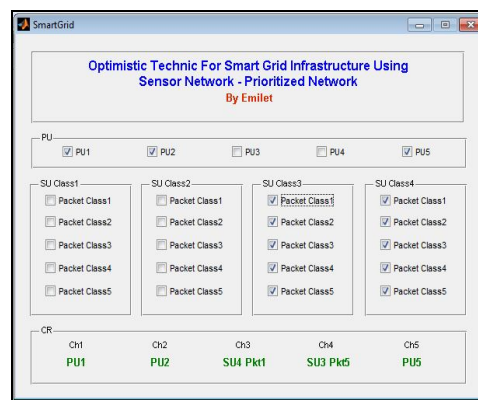 SmartGrid
Optimistic Technic For Smart Grid Infrastructure Using
Sensor Network - Prioritized Network
By Emilet
PU
PU1 PU2 PU3 PU4 PU5
SU Class1 SU Class2 SU Class3 SU Class4
Packet Class1 Packet Class1 Packet Class1 Packet Class1
Packet Class2 Packet Class2 Packet Class2 Packet Class2
Packet Class3 Packet Class3 Packet Class3 Packet Class3
Packet Class4 Packet Class4 Packet Class4 Packet Class4
Packet Class5 Packet Class5 Packet Class5 Packet Class5
CR
Ch1 Ch2 Ch3 Ch4 Ch5
PU1 PU2 SU4 Pkt1 SU3 Pkt5 PU5